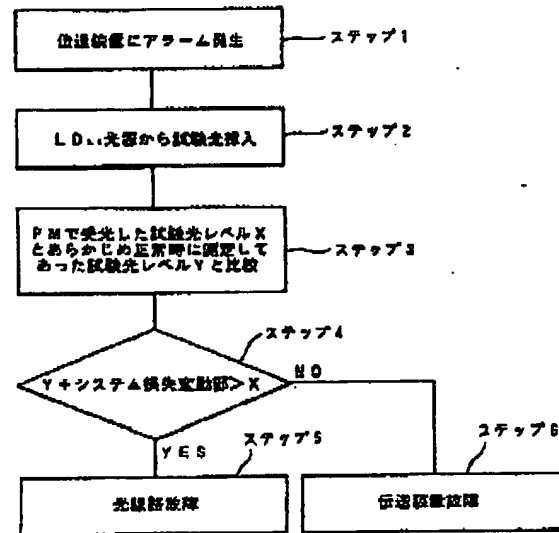 伝送装置にアラーム発生
ステップ1
LD 光源から試験光挿入
ステップ2
PMで受光した試験光レベルX
とあらかじめ正常時に測定して
あった試験光レベルYと比較
ステップ3
ステップ4
Y+システム損失変動部>X
NO
YES
ステップ5
ステップ6
光線路故障
伝送装置故障